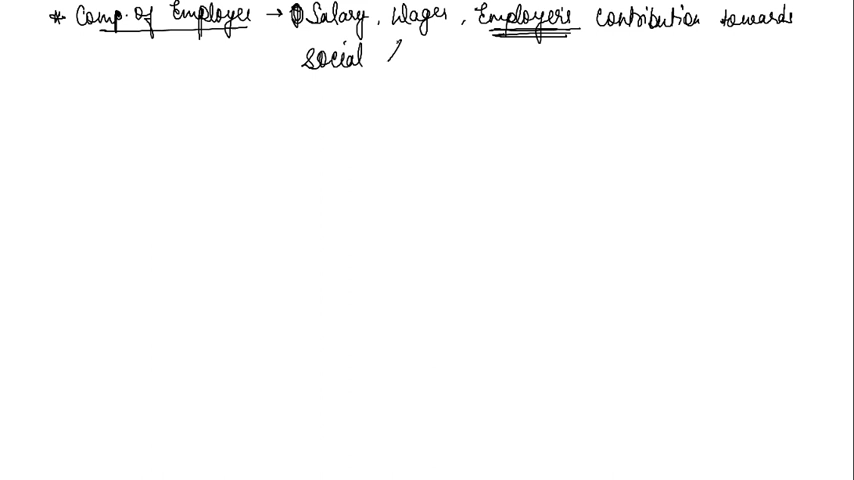 * Comp. of Employee → Salary, Wages, Employer's contribution towards
social